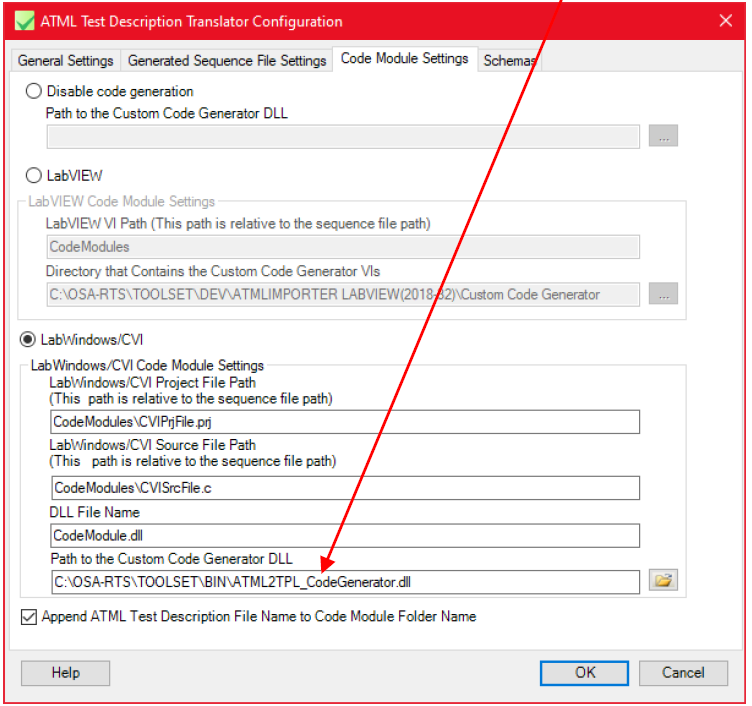 ATML Test Description Translator Configuration
General Settings Generated Sequence File Settings Code Module Settings Schemas
Disable code generation
Path to the Custom Code Generator DLL
...
LabVIEW
LabVIEW Code Module Settings
LabVIEW VI Path (This path is relative to the sequence file path)
CodeModules
Directory that Contains the Custom Code Generator VIs
C:\OSA-RTS\TOOLSET\DEV\ATMLIMPORTER LABVIEW(2018-32)\Custom Code Generator ...
LabWindows/CVI
LabWindows/CVI Code Module Settings
LabWindows/CVI Project File Path
(This path is relative to the sequence file path)
CodeModules\CVIPrjFile.prj
LabWindows/CVI Source File Path
(This path is relative to the sequence file path)
CodeModules\CVISrcFile.c
DLL File Name
CodeModule.dll
Path to the Custom Code Generator DLL
C:\OSA-RTS\TOOLSET\BIN\ATML2TPL_CodeGenerator.dll
Append ATML Test Description File Name to Code Module Folder Name
Help OK Cancel